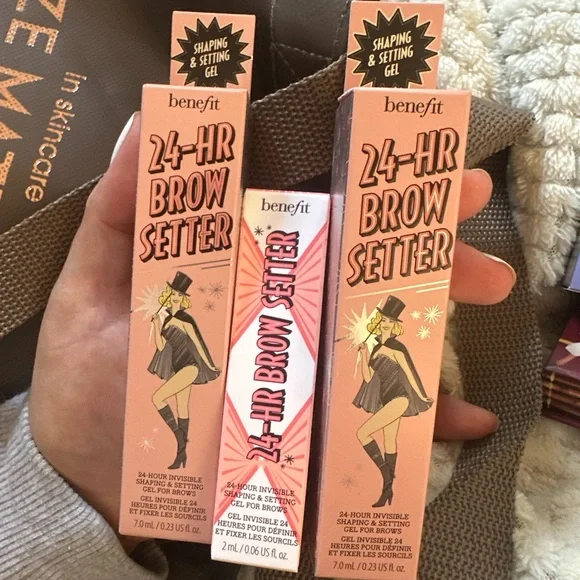 ZE MATT
in skincare
SHAPING
& SETTING
GEL
benefit
24-HR
BROW
SETTER
24-HOUR INVISIBLE
SHAPING & SETTING
GEL FOR BROWS
GEL INVISIBLE 24
HEURES POUR DÉFINIR
ET FIXER LES SOURCILS
7.0 mL / 0.23 US fl. oz.
benefit
24-HR BROW SETTER
24-HOUR INVISIBLE
SHAPING & SETTING
GEL FOR BROWS
GEL INVISIBLE 24
HEURES POUR DÉFINIR
ET FIXER LES SOURCILS
2 mL / 0.06 US fl. oz.
SHAPING
& SETTING
GEL
benefit
24-HR
BROW
SETTER
24-HOUR INVISIBLE
SHAPING & SETTING
GEL FOR BROWS
GEL INVISIBLE 24
HEURES POUR DÉFINIR
ET FIXER LES SOURCILS
7.0 mL / 0.23 US fl. oz.